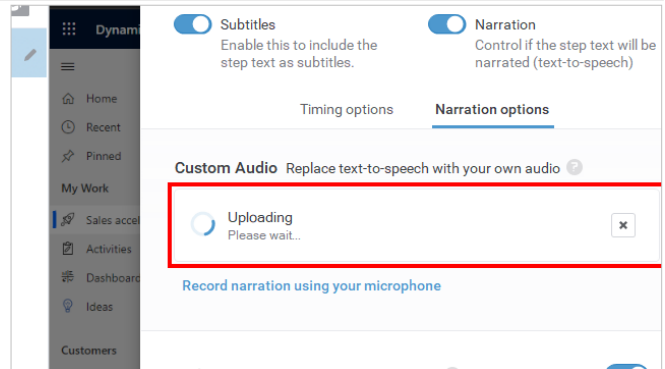 Dynami
Home
Recent
Pinned
My Work
Sales accel
Activities
Dashboard
Ideas
Customers
Subtitles
Enable this to include the
step text as subtitles.
Narration
Control if the step text will be
narrated (text-to-speech)
Timing options
Narration options
Custom Audio Replace text-to-speech with your own audio ?
Uploading
Please wait...
Record narration using your microphone